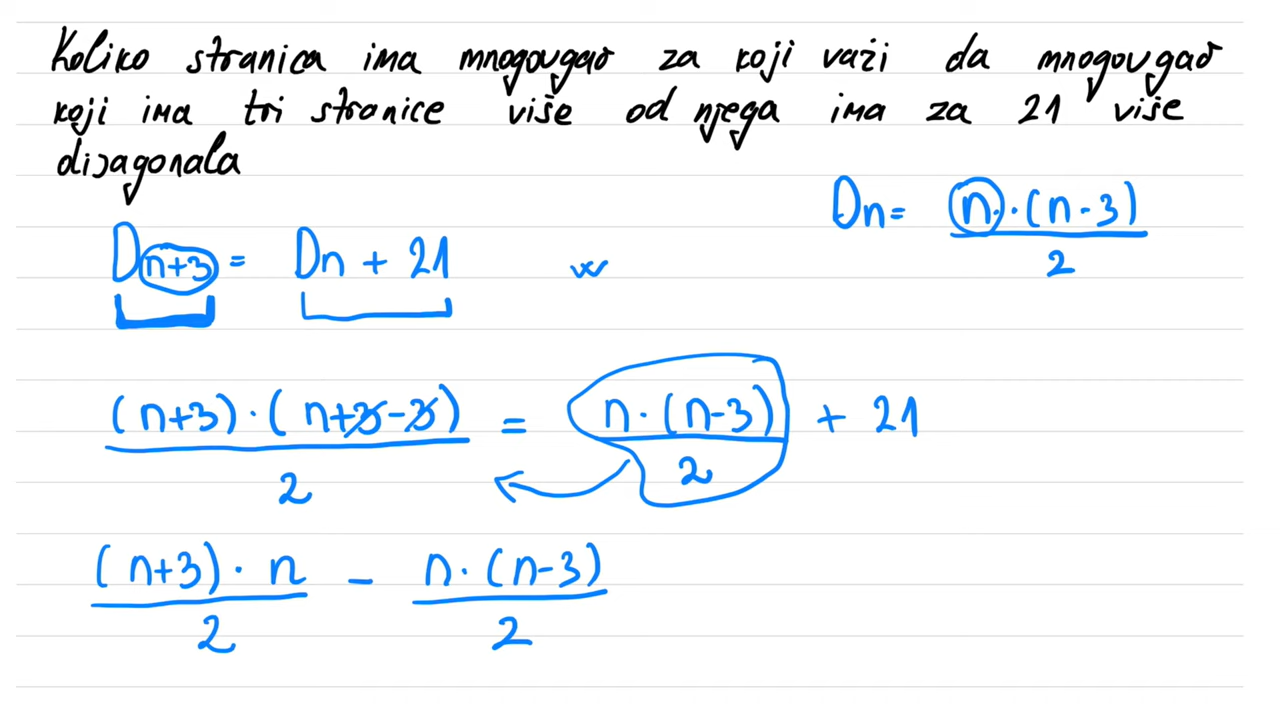 Koliko stranica ima mnogougao za koji važi da mnogougao
koji ima tri stranice više od njega ima za 21 više
dijagonala
Dn = n·(n-3) / 2
Dn+3 = Dn + 21
(n+3)·(n+3-3) / 2 = n·(n-3) / 2 + 21
(n+3)·n / 2 - n·(n-3) / 2